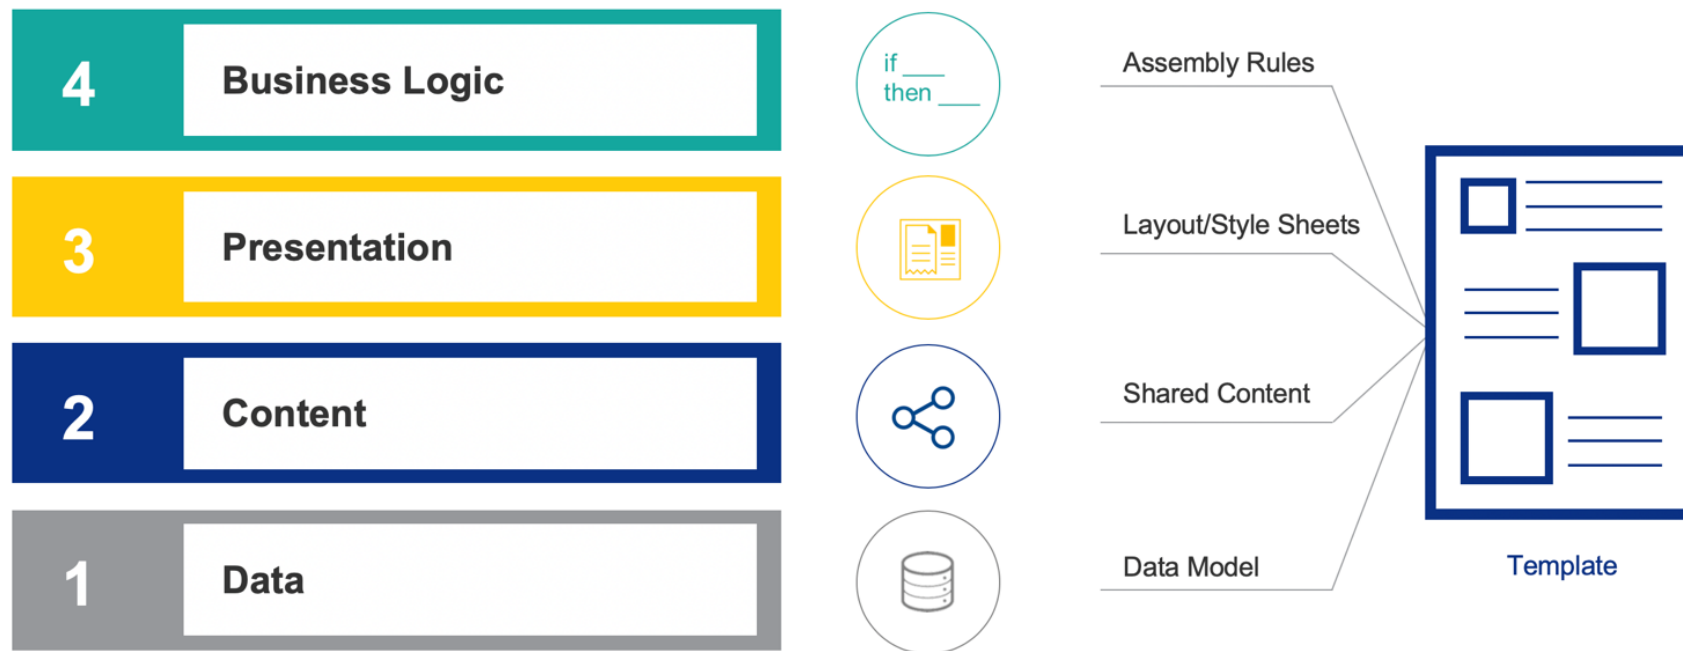 4
Business Logic
if ___
then ___
Assembly Rules
3
Presentation
Layout/Style Sheets
2
Content
Shared Content
1
Data
Data Model
Template